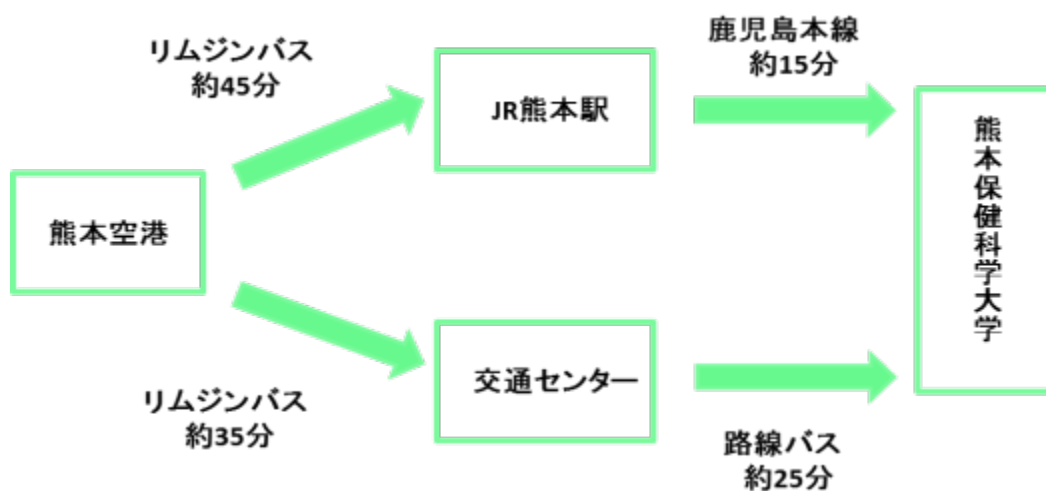 リムジンバス
約45分
鹿児島本線
約15分
JR熊本駅
熊本空港
熊本保健科学大学
交通センター
リムジンバス
約35分
路線バス
約25分